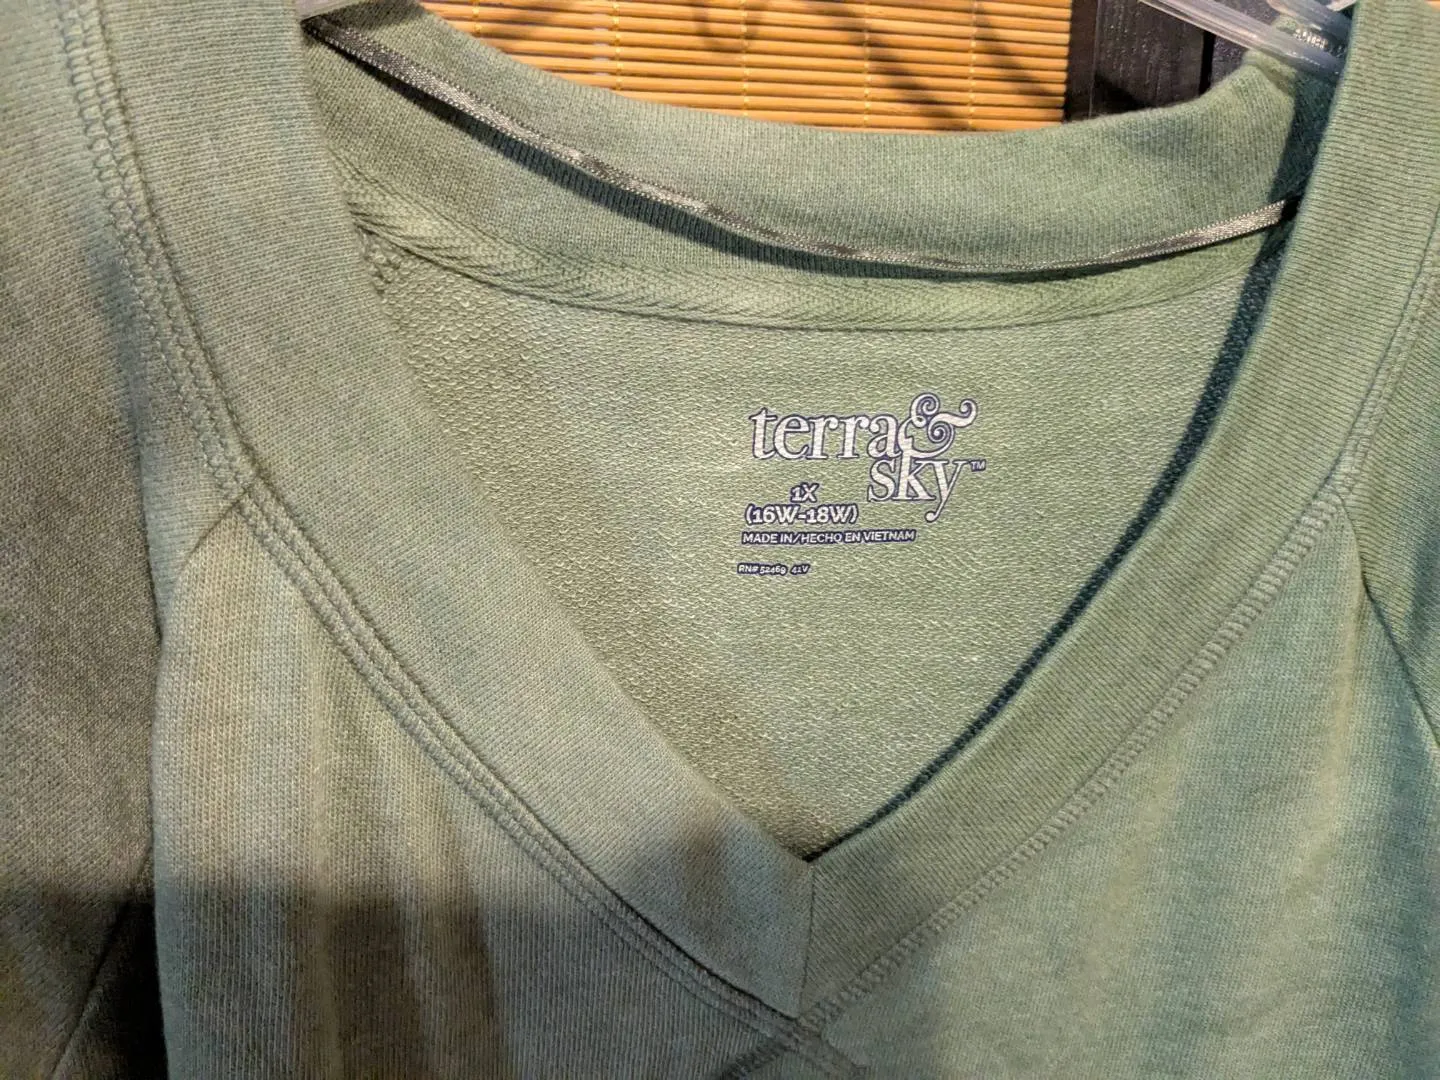 terra&
sky™
1X
(16W-18W)
MADE IN/HECHO EN VIETNAM
RN# 52469 41V